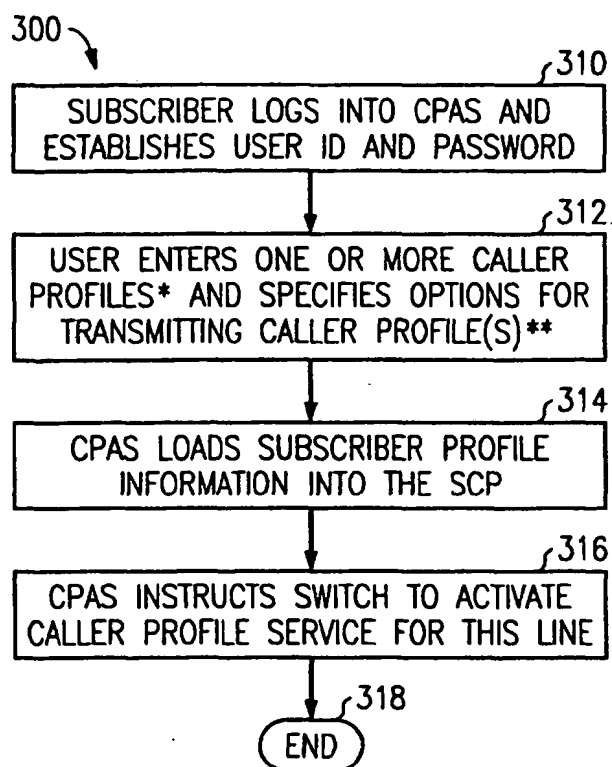 300
310
SUBSCRIBER LOGS INTO CPAS AND
ESTABLISHES USER ID AND PASSWORD
312
USER ENTERS ONE OR MORE CALLER
PROFILES* AND SPECIFIES OPTIONS FOR
TRANSMITTING CALLER PROFILE(S)**
314
CPAS LOADS SUBSCRIBER PROFILE
INFORMATION INTO THE SCP
316
CPAS INSTRUCTS SWITCH TO ACTIVATE
CALLER PROFILE SERVICE FOR THIS LINE
318
END